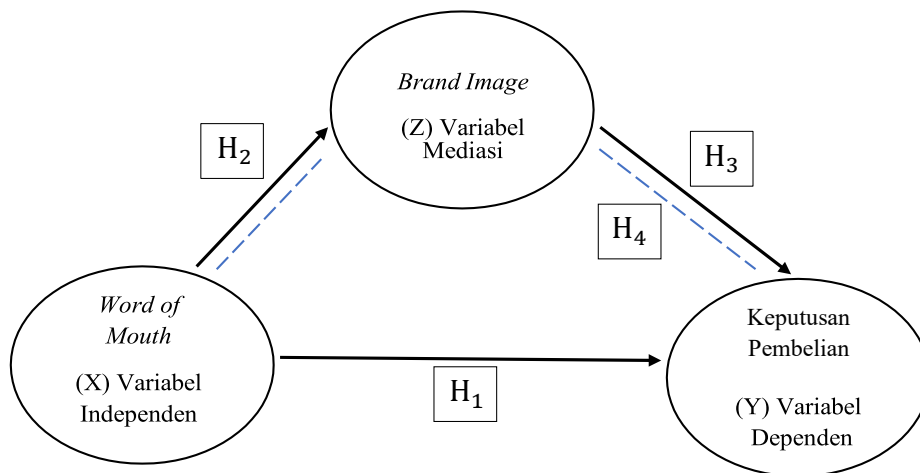 Brand Image
(Z) Variabel
Mediasi
H₂
H₃
H₄
Word of
Mouth
(X) Variabel
Independen
H₁
Keputusan
Pembelian
(Y) Variabel
Dependen